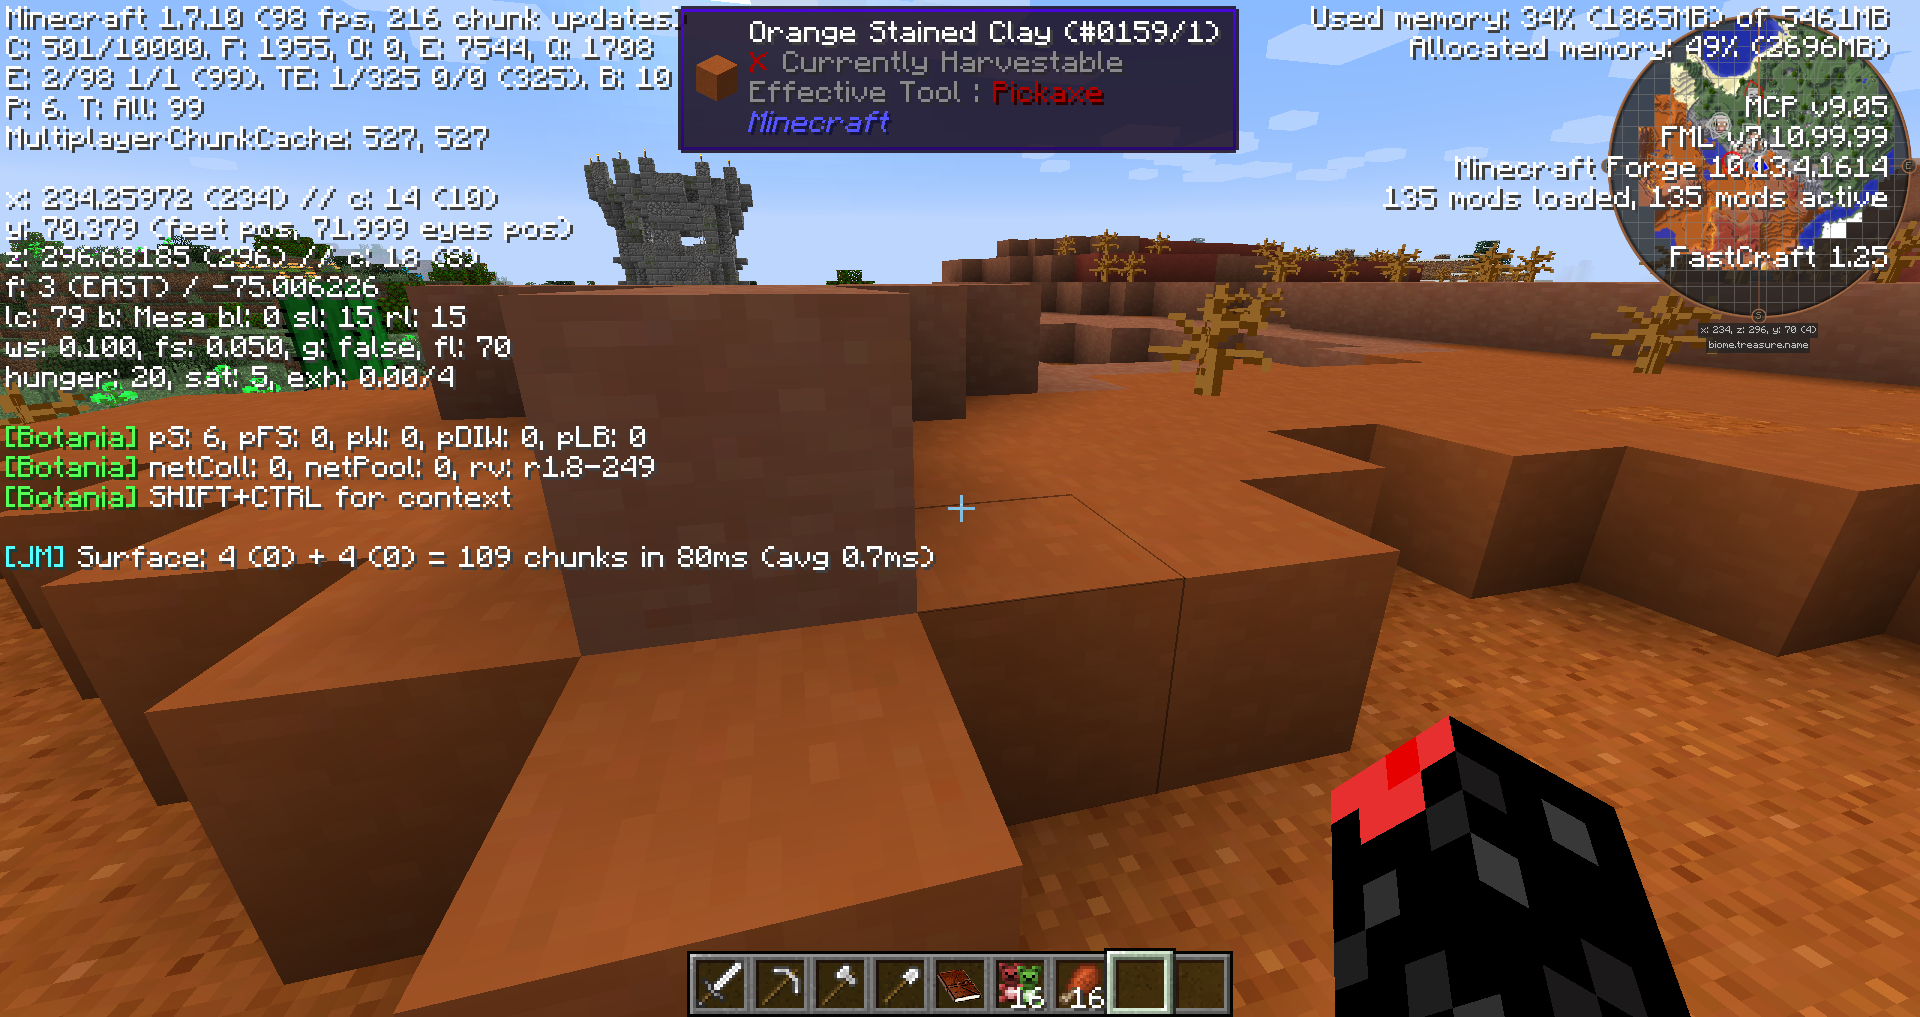 Minecraft 1.7.10 (98 fps, 216 chunk updates)
C: 501/10000. F: 1955, O: 0, E: 7544, Q: 1708
E: 2/98 1/1 (99). TE: 1/325 0/0 (325). B: 10
P: 6. T: All: 99
MultiplayerChunkCache: 527, 527
x: 234.25972 (234) // c: 14 (10)
y: 70.379 (feet pos, 71.999 eyes pos)
z: 296.68185 (296) // c: 18 (8)
f: 3 (EAST) / -75.006226
lc: 79 b: Mesa bl: 0 sl: 15 rl: 15
ws: 0.100, fs: 0.050, g: false, fl: 70
hunger: 20, sat: 5, exh: 0.00/4
[Botania] pS: 6, pFS: 0, pW: 0, pDIW: 0, pLB: 0
[Botania] netColl: 0, netPool: 0, rv: r1.8-249
[Botania] SHIFT+CTRL for context
[JM] Surface: 4 (0) + 4 (0) = 109 chunks in 80ms (avg 0.7ms)
Orange Stained Clay (#0159/1)
X Currently Harvestable
Effective Tool : Pickaxe
Minecraft
Used memory: 34% (1865MB) of 5461MB
Allocated memory: 49% (2696MB)
MCP v9.05
FML v7.10.99.99
Minecraft Forge 10.13.4.1614
135 mods loaded, 135 mods active
FastCraft 1.25
S
x: 234, z: 296, y: 70 (4)
biome.treasure.name
16
16